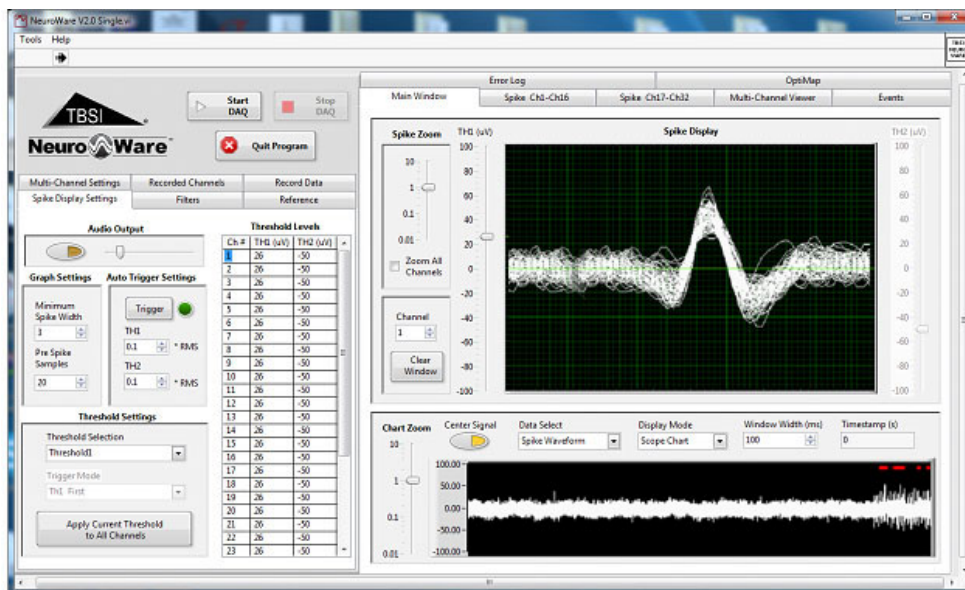 NeuroWare V2.0 Single.vi
Tools Help
TBSI
NeuroWare™
Start DAQ
Stop DAQ
Quit Program
Multi-Channel Settings Recorded Channels Record Data
Spike Display Settings Filters Reference
Audio Output
Graph Settings Auto Trigger Settings
Minimum Spike Width
3
Pre Spike Samples
20
Trigger
TH1
0.1 * RMS
TH2
0.1 * RMS
Threshold Levels
Ch # TH1 (uV) TH2 (uV)
1 26 -50
2 26 -50
3 26 -50
4 26 -50
5 26 -50
6 26 -50
7 26 -50
8 26 -50
9 26 -50
10 26 -50
11 26 -50
12 26 -50
13 26 -50
14 26 -50
15 26 -50
16 26 -50
17 26 -50
18 26 -50
19 26 -50
20 26 -50
21 26 -50
22 26 -50
23 26 -50
Threshold Settings
Threshold Selection
Threshold1
Trigger Mode
Th1 First
Apply Current Threshold
to All Channels
Error Log OptiMap
Main Window Spike Ch1-Ch16 Spike Ch17-Ch32 Multi-Channel Viewer Events
Spike Zoom TH1 (uV) Spike Display TH2 (uV)
10
1
0.1
0.01
Zoom All
Channels
Channel
1
Clear
Window
100
80
60
40
20
0
-20
-40
-60
-80
-100
100
80
60
40
20
0
-20
-40
-60
-80
-100
Chart Zoom Center Signal Data Select Display Mode Window Width (ms) Timestamp (s)
Spike Waveform Scope Chart 100 0
10
1
0.1
0.01
100.00
50.00
0.00
-50.00
-100.00